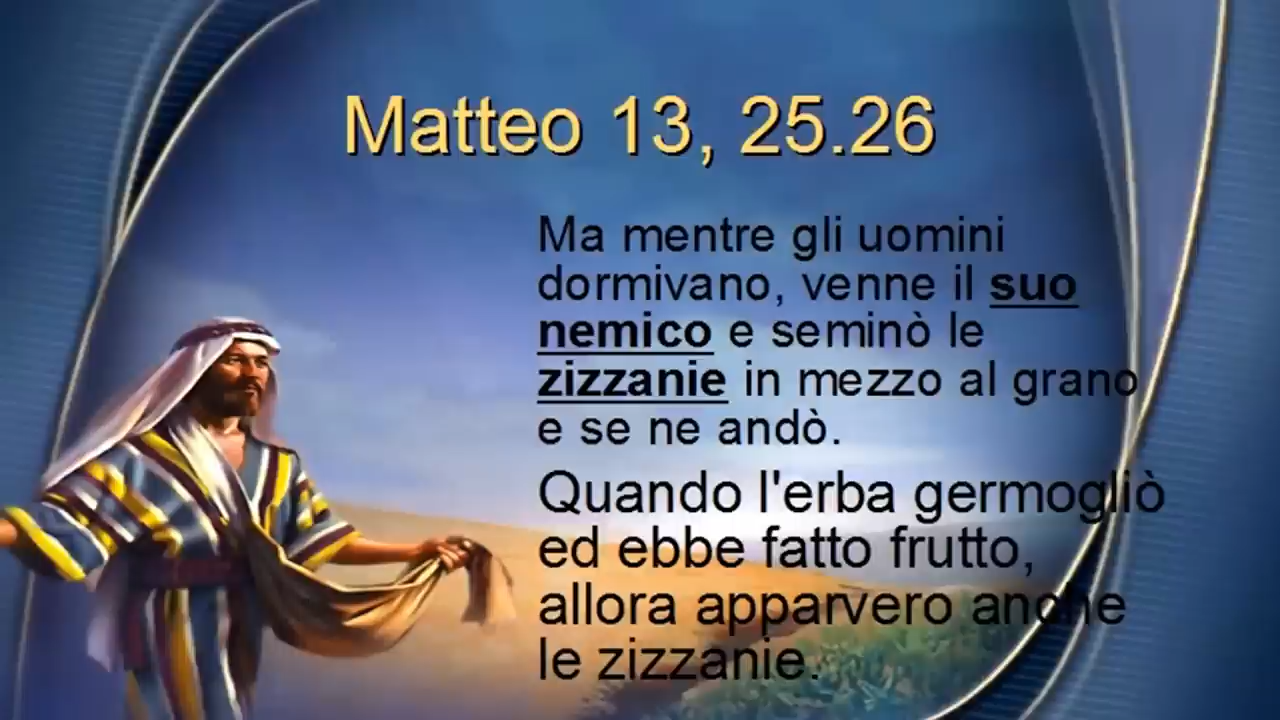 Matteo 13, 25.26
Ma mentre gli uomini
dormivano, venne il suo
nemico e seminò le
zizzanie in mezzo al grano
e se ne andò.
Quando l'erba germogliò
ed ebbe fatto frutto,
allora apparvero anche
le zizzanie.